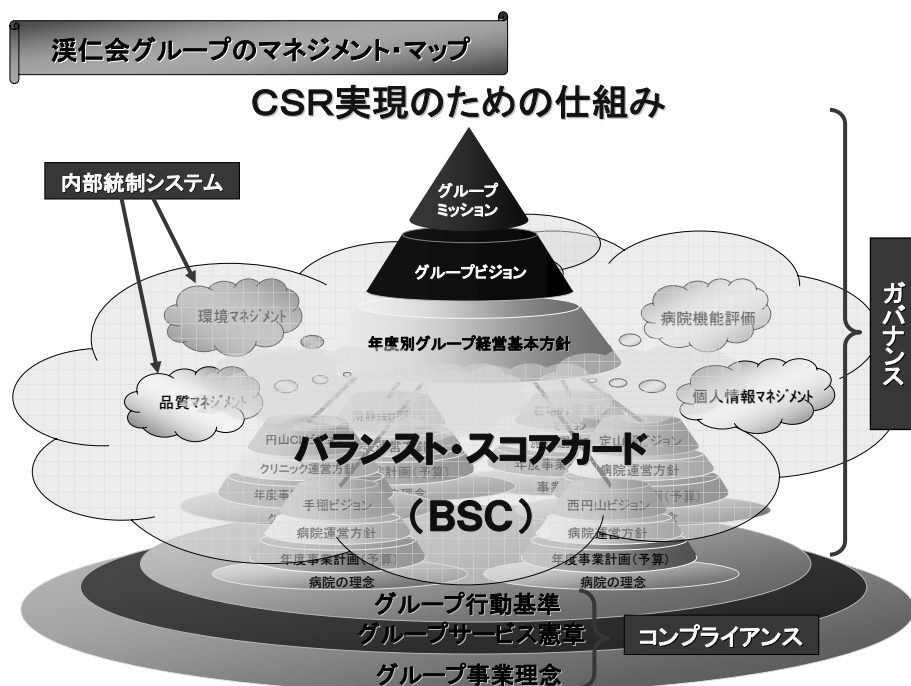 渓仁会グループのマネジメント・マップ
CSR実現のための仕組み
内部統制システム
グループ
ミッション
グループビジョン
年度別グループ経営基本方針
環境マネジメント
病院機能評価
品質マネジメント
個人情報マネジメント
ガバナンス
バランスト・スコアカード
(BSC)
クリニック運営方針
病院運営方針
手稲ビジョン
病院運営方針
年度事業計画(予算)
病院の理念
西円山ビジョン
病院運営方針
年度事業計画(予算)
病院の理念
グループ行動基準
グループサービス憲章
グループ事業理念
コンプライアンス